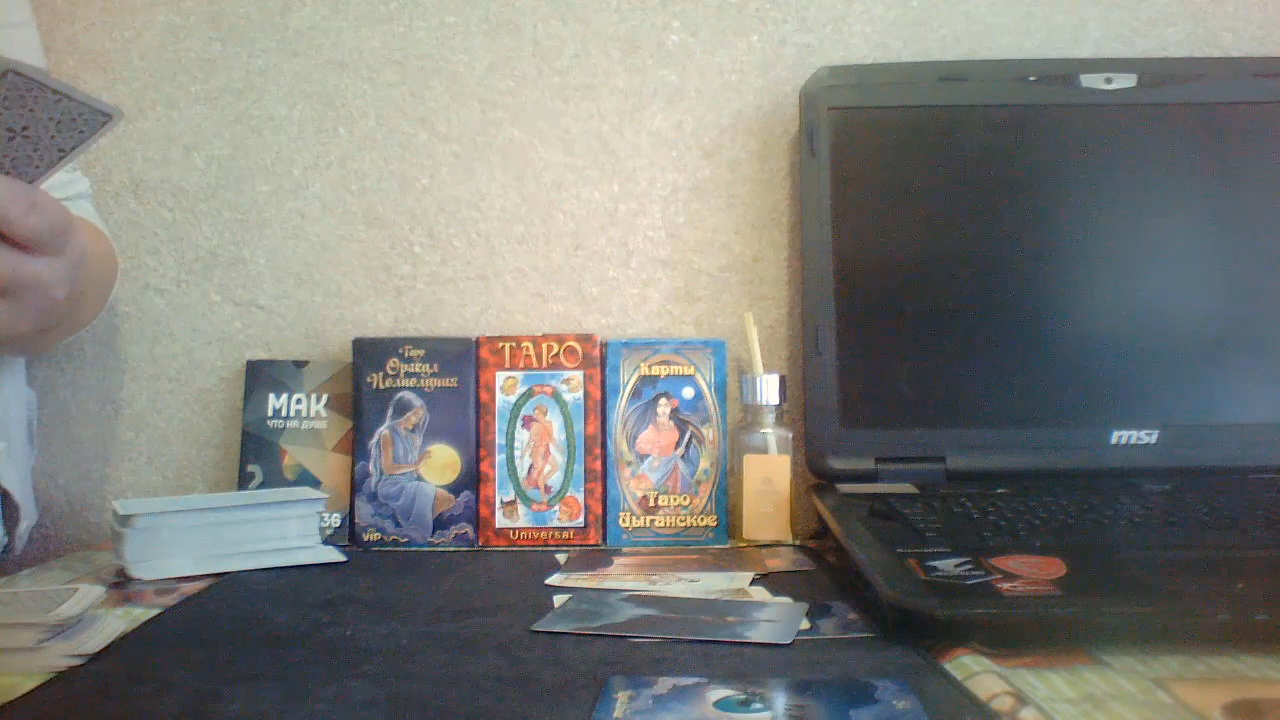 МАК
ЧТО НА ДУШЕ
36
Таро
Оракул
Полнолуния
VIP
ТАРО
Universal
Карты
Таро
Цыганское
msi